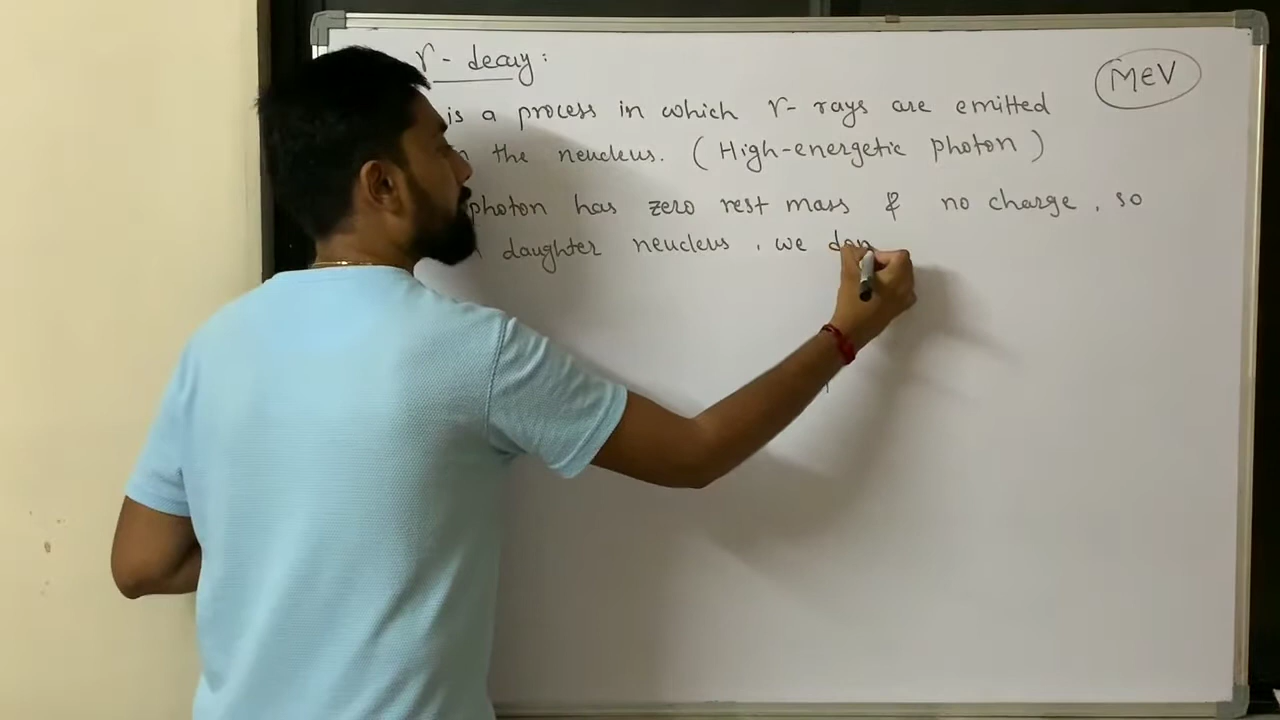 γ - decay :
MeV
is a process in which γ- rays are emitted
the neucleus. ( High-energetic photon )
photon has zero rest mass & no charge , so
daughter neucleus , we don